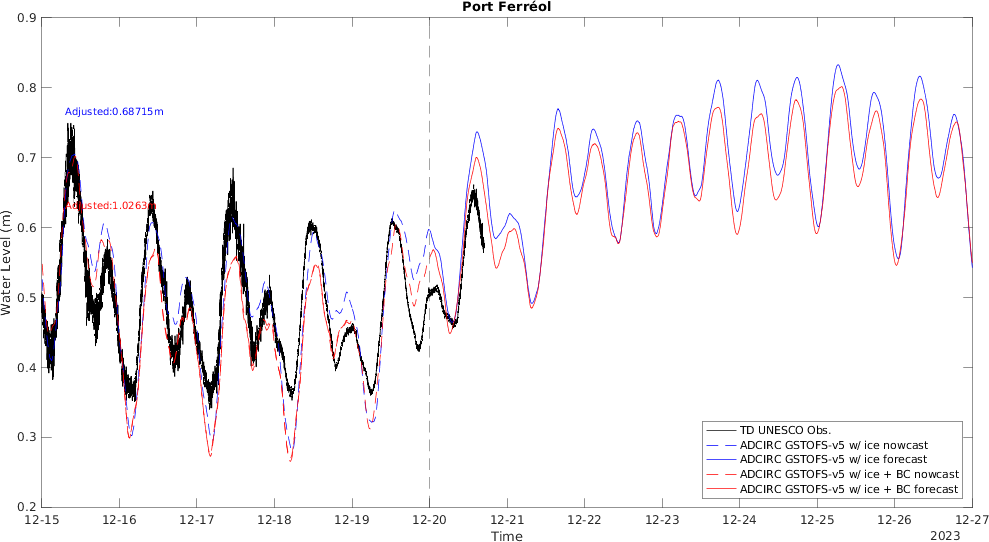 Port Ferréol
0.9
0.8
0.7
0.6
0.5
0.4
0.3
0.2
Water Level (m)
Adjusted:0.68715m
Adjusted:1.0263m
TD UNESCO Obs.
ADCIRC GSTOFS-v5 w/ ice nowcast
ADCIRC GSTOFS-v5 w/ ice forecast
ADCIRC GSTOFS-v5 w/ ice + BC nowcast
ADCIRC GSTOFS-v5 w/ ice + BC forecast
12-15 12-16 12-17 12-18 12-19 12-20 12-21 12-22 12-23 12-24 12-25 12-26 12-27
Time
2023